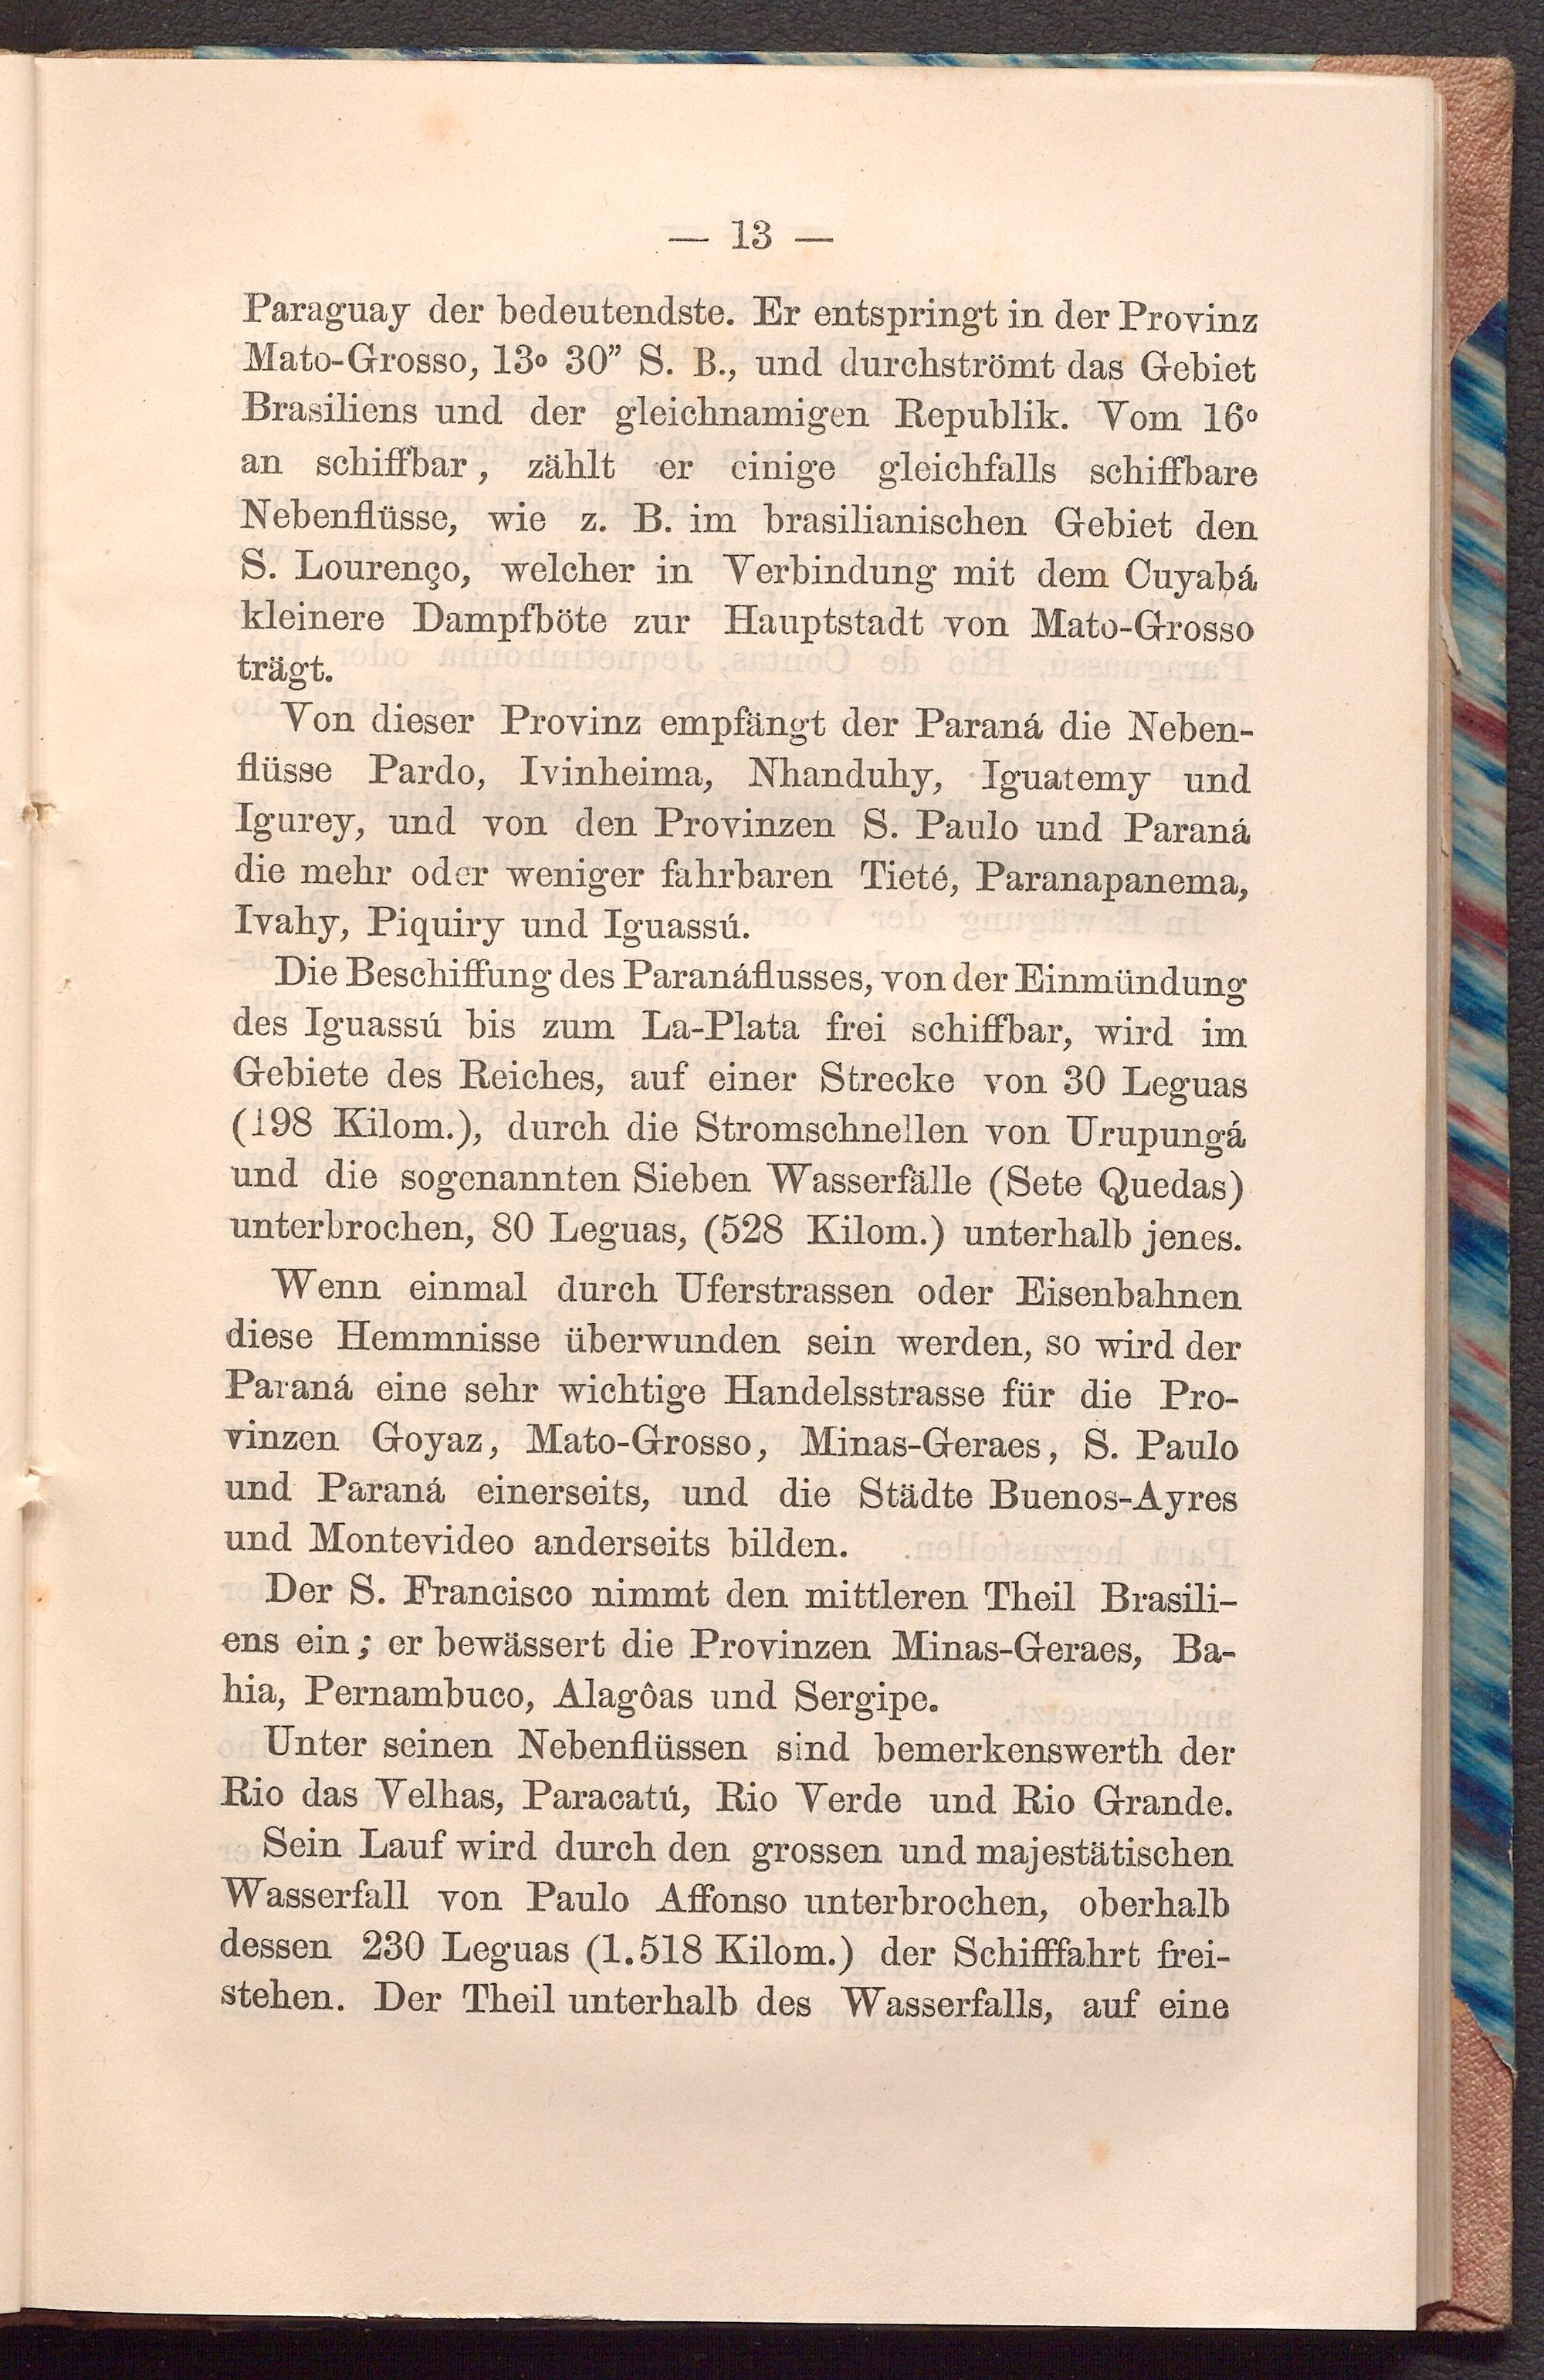 — 13 —
Paraguay der bedeutendste. Er entspringt in der Provinz
Mato-Grosso, 13º 30” S. B., und durchströmt das Gebiet
Brasiliens und der gleichnamigen Republik. Vom 16º
an schiffbar, zählt er einige gleichfalls schiffbare
Nebenflüsse, wie z. B. im brasilianischen Gebiet den
S. Lourenço, welcher in Verbindung mit dem Cuyabá
kleinere Dampfböte zur Hauptstadt von Mato-Grosso
trägt.
Von dieser Provinz empfängt der Paraná die Neben-
flüsse Pardo, Ivinheima, Nhanduhy, Iguatemy und
Igurey, und von den Provinzen S. Paulo und Paraná
die mehr oder weniger fahrbaren Tieté, Paranapanema,
Ivahy, Piquiry und Iguassú.
Die Beschiffung des Paranáflusses, von der Einmündung
des Iguassú bis zum La-Plata frei schiffbar, wird im
Gebiete des Reiches, auf einer Strecke von 30 Leguas
(198 Kilom.), durch die Stromschnellen von Urupungá
und die sogenannten Sieben Wasserfälle (Sete Quedas)
unterbrochen, 80 Leguas, (528 Kilom.) unterhalb jenes.
Wenn einmal durch Uferstrassen oder Eisenbahnen
diese Hemmnisse überwunden sein werden, so wird der
Paraná eine sehr wichtige Handelsstrasse für die Pro-
vinzen Goyaz, Mato-Grosso, Minas-Geraes, S. Paulo
und Paraná einerseits, und die Städte Buenos-Ayres
und Montevideo anderseits bilden.
Der S. Francisco nimmt den mittleren Theil Brasili-
ens ein; er bewässert die Provinzen Minas-Geraes, Ba-
hia, Pernambuco, Alagôas und Sergipe.
Unter seinen Nebenflüssen sind bemerkenswerth der
Rio das Velhas, Paracatú, Rio Verde und Rio Grande.
Sein Lauf wird durch den grossen und majestätischen
Wasserfall von Paulo Affonso unterbrochen, oberhalb
dessen 230 Leguas (1.518 Kilom.) der Schifffahrt frei-
stehen. Der Theil unterhalb des Wasserfalls, auf eine